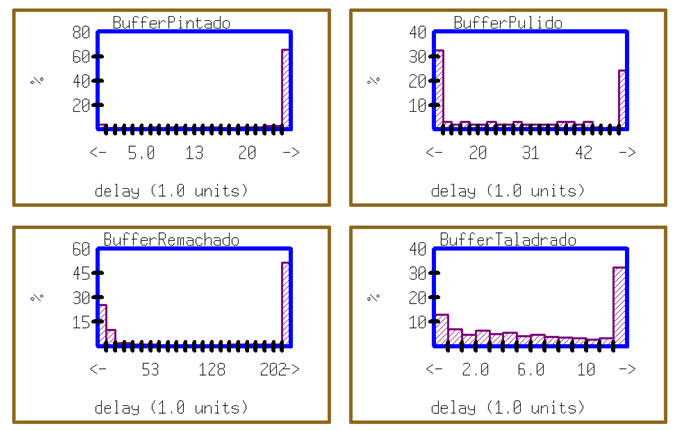 BufferPintado
80
60
40
20
%
<- 5.0 13 20 ->
delay (1.0 units)
BufferPulido
40
30
20
10
%
<- 20 31 42 ->
delay (1.0 units)
BufferRemachado
60
45
30
15
%
<- 53 128 202->
delay (1.0 units)
BufferTaladrado
40
30
20
10
%
<- 2.0 6.0 10 ->
delay (1.0 units)